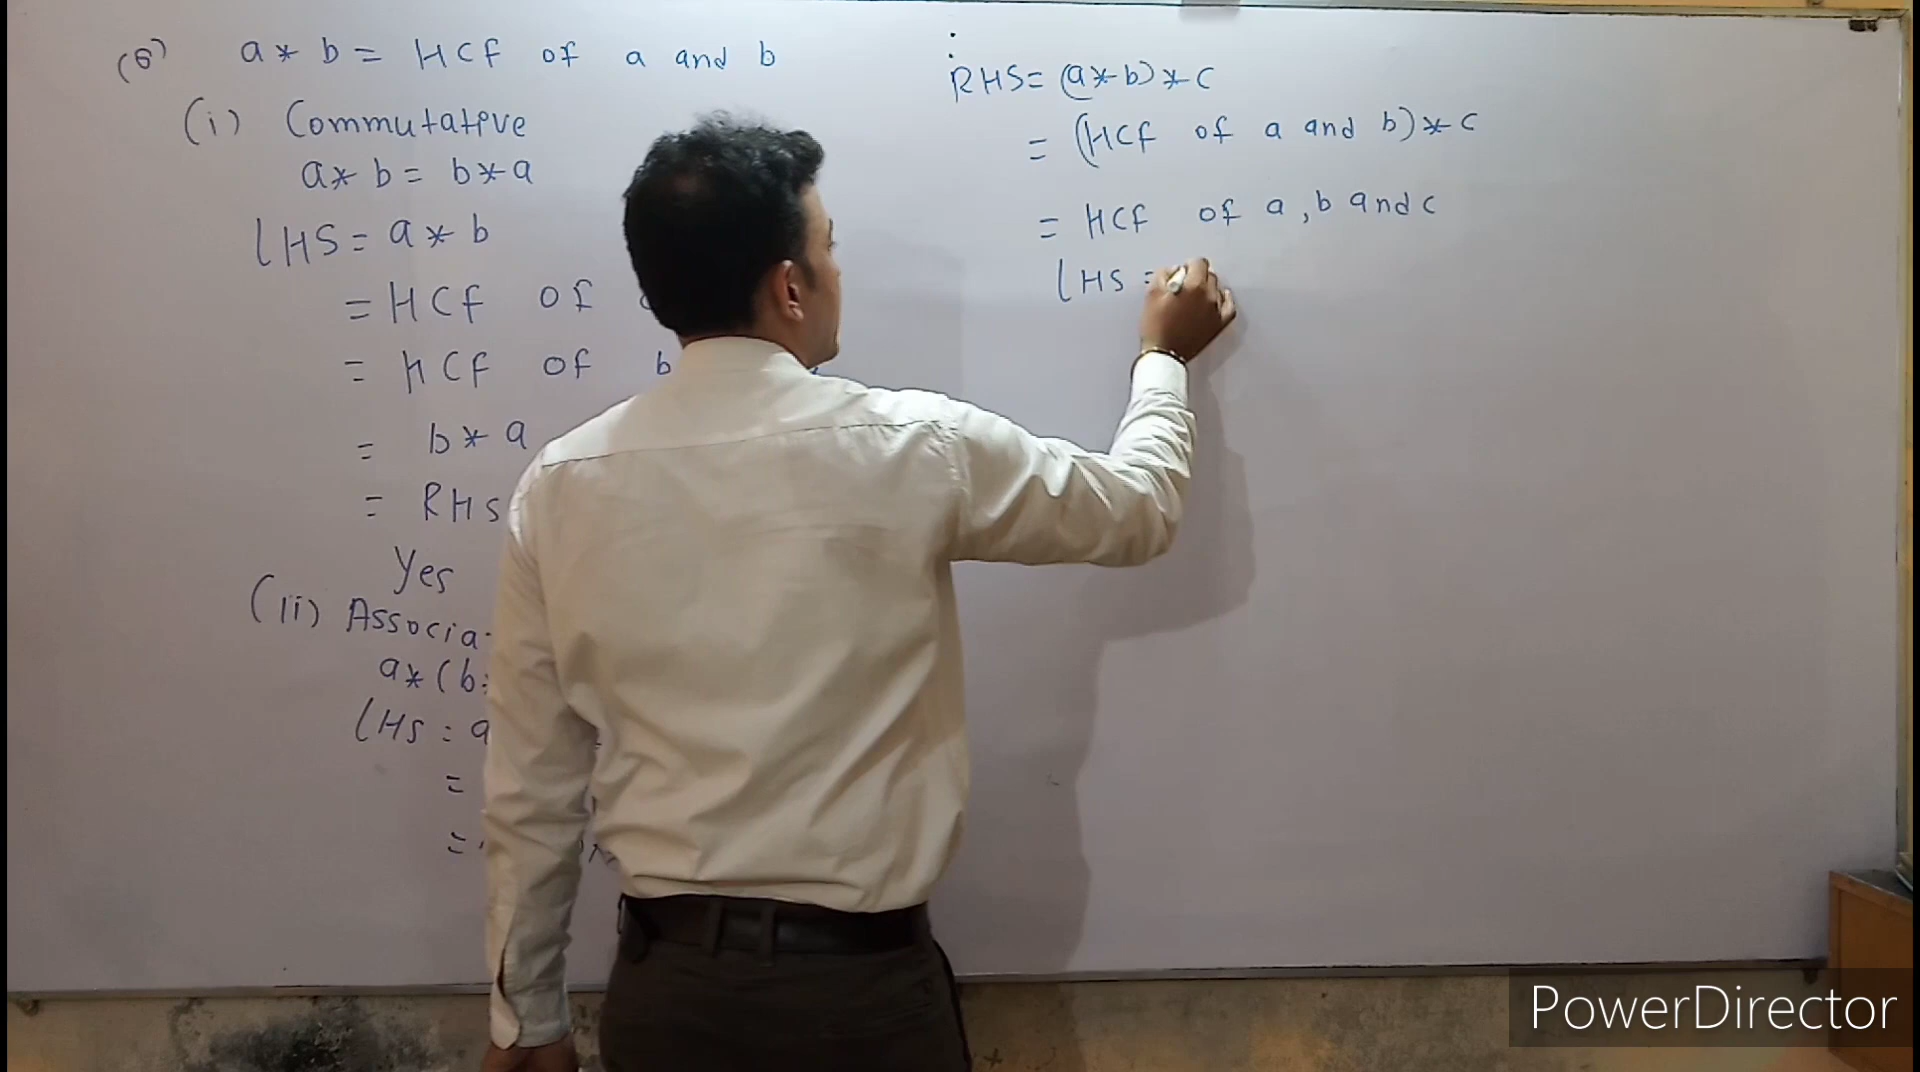 (6) a * b = HCF of a and b
(i) Commutative
a * b = b * a
LHS = a * b
= HCF of
= HCF of b
= b * a
= RHS
Yes
(ii) Associa
a * (b
LHS = a
=
=
RHS = (a * b) * c
= (HCF of a and b) * c
= HCF of a, b and c
LHS =
PowerDirector